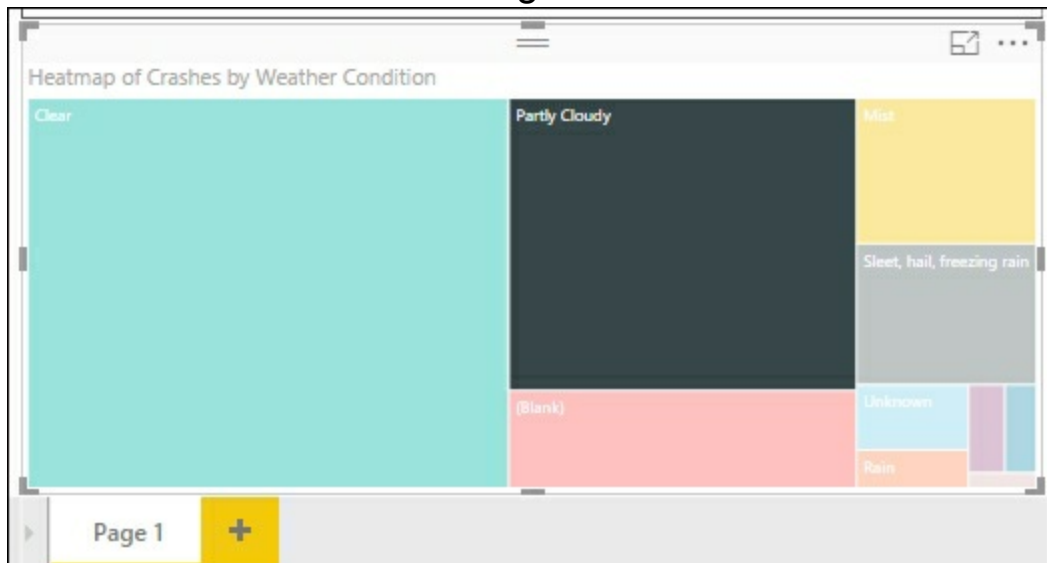 Heatmap of Crashes by Weather Condition
Clear
Partly Cloudy
Mist
Sleet, hail, freezing rain
(Blank)
Unknown
Rain
Page 1